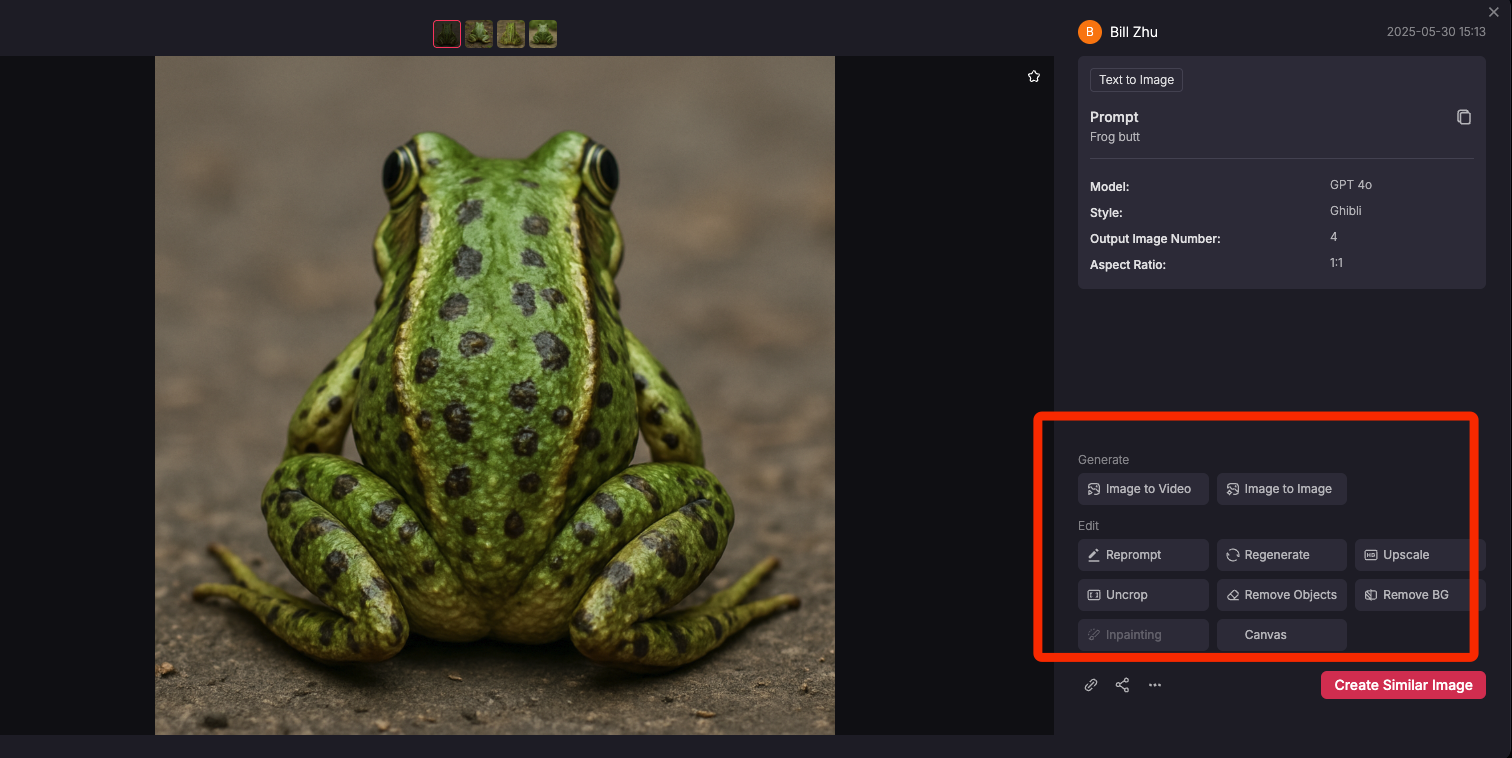 B Bill Zhu 2025-05-30 15:13
Text to Image
Prompt
Frog butt
Model: GPT 4o
Style: Ghibli
Output Image Number: 4
Aspect Ratio: 1:1
Generate
Image to Video Image to Image
Edit
Reprompt Regenerate HD Upscale
Uncrop Remove Objects Remove BG
Inpainting Canvas
Create Similar Image